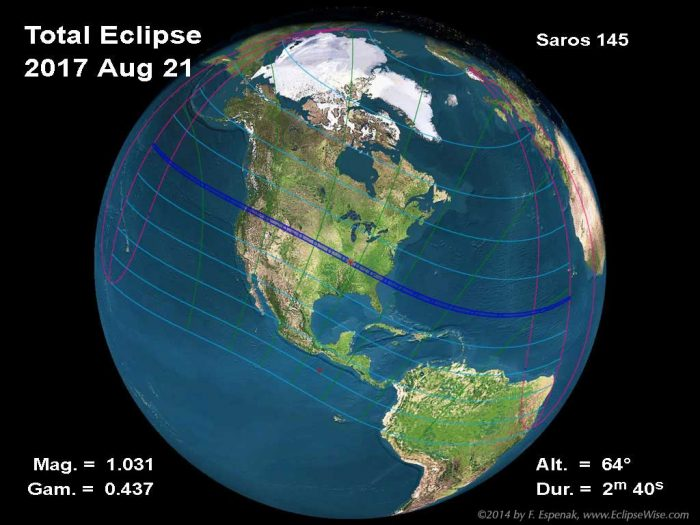 Total Eclipse
2017 Aug 21
Saros 145
Mag. = 1.031
Gam. = 0.437
Alt. = 64°
Dur. = 2ᵐ 40ˢ
©2014 by F. Espenak, www.EclipseWise.com